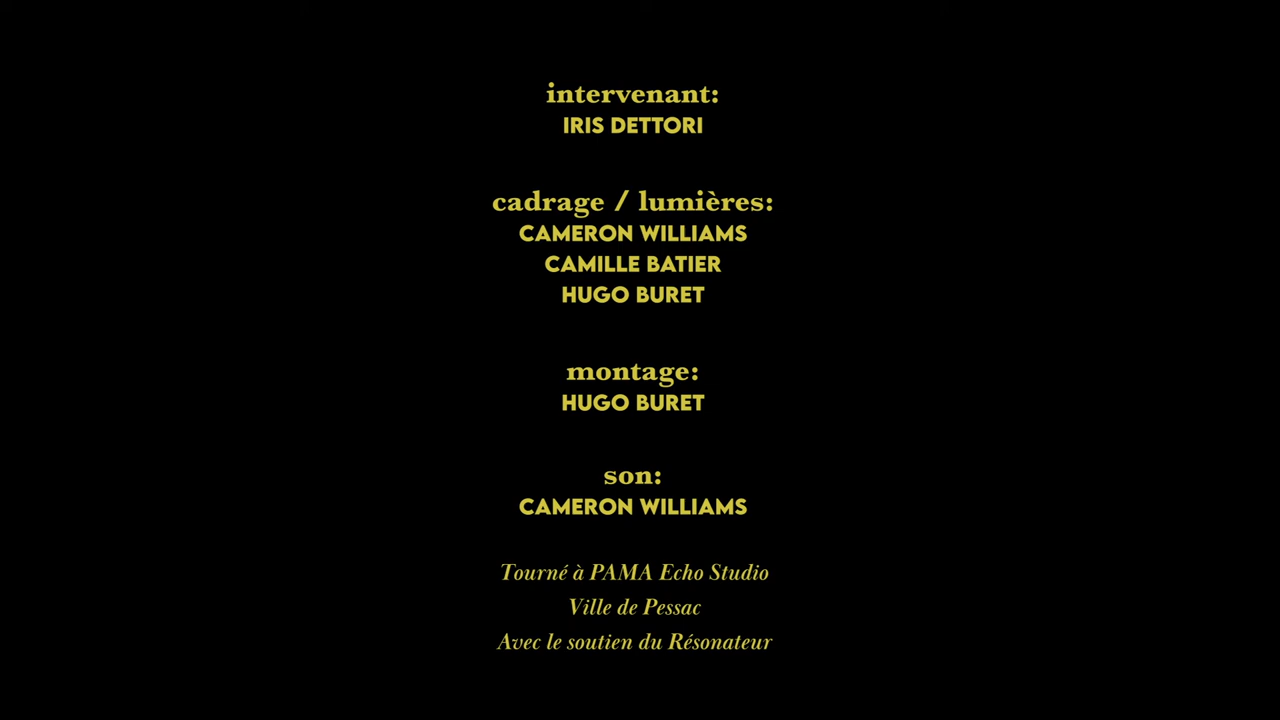 intervenant:
IRIS DETTORI
cadrage / lumières:
CAMERON WILLIAMS
CAMILLE BATIER
HUGO BURET
montage:
HUGO BURET
son:
CAMERON WILLIAMS
Tourné à PAMA Echo Studio
Ville de Pessac
Avec le soutien du Résonateur